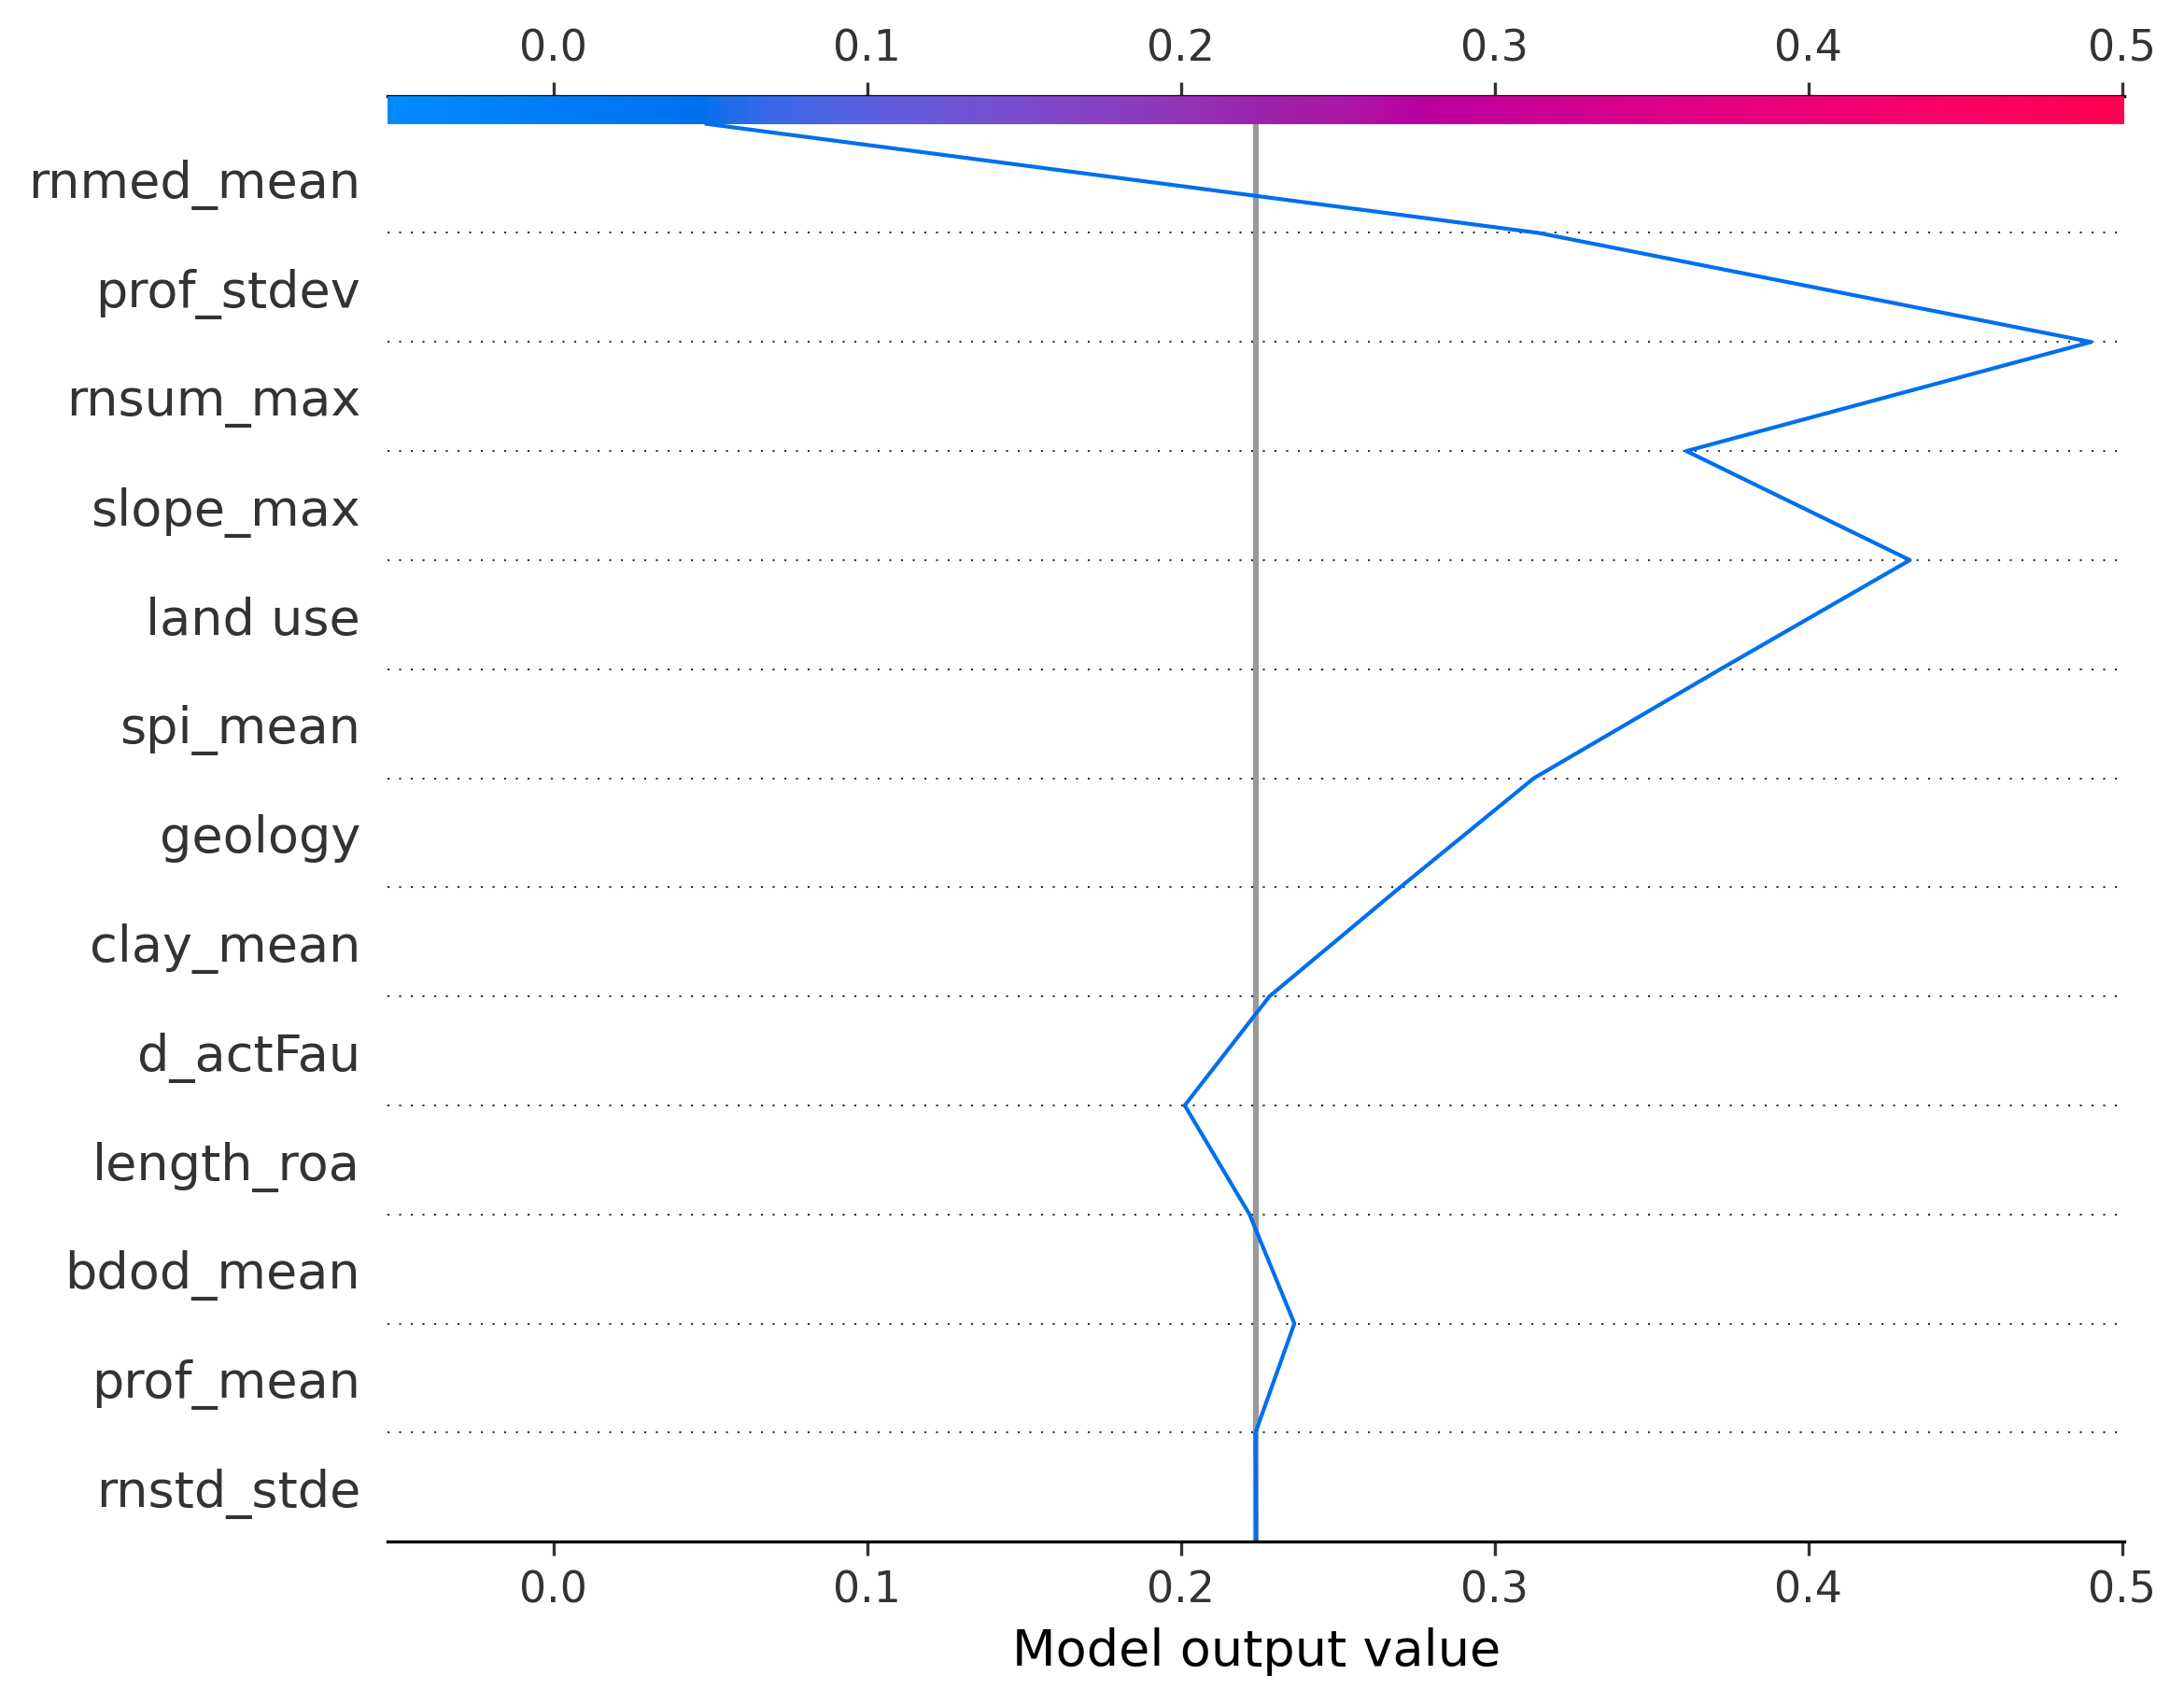 0.0 0.1 0.2 0.3 0.4 0.5
rnmed_mean
prof_stdev
rnsum_max
slope_max
land use
spi_mean
geology
clay_mean
d_actFau
length_roa
bdod_mean
prof_mean
rnstd_stde
0.0 0.1 0.2 0.3 0.4 0.5
Model output value